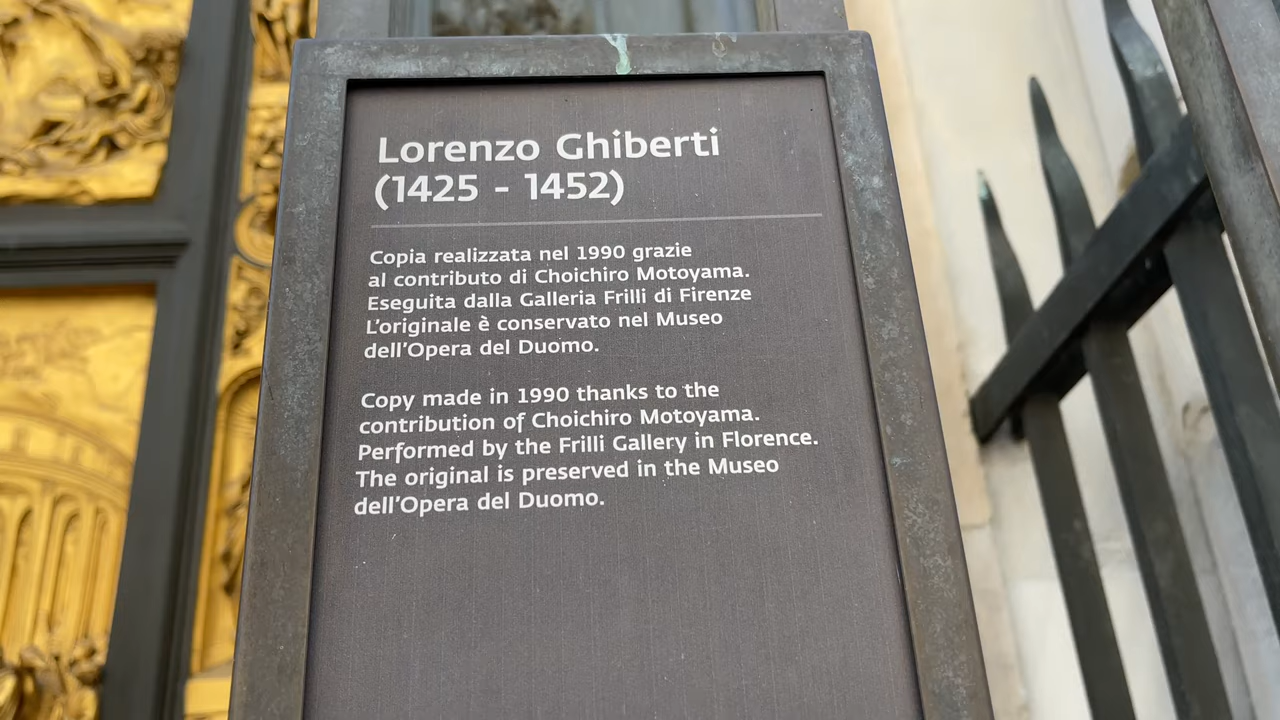 Lorenzo Ghiberti
(1425 - 1452)
Copia realizzata nel 1990 grazie
al contributo di Choichiro Motoyama.
Eseguita dalla Galleria Frilli di Firenze
L'originale è conservato nel Museo
dell'Opera del Duomo.
Copy made in 1990 thanks to the
contribution of Choichiro Motoyama.
Performed by the Frilli Gallery in Florence.
The original is preserved in the Museo
dell'Opera del Duomo.